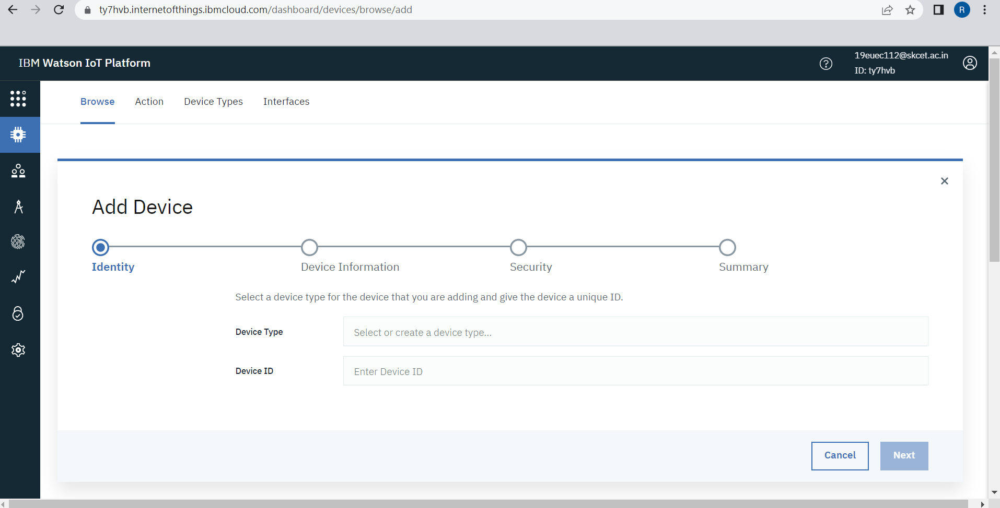 ty7hvb.internetofthings.ibmcloud.com/dashboard/devices/browse/add
R
IBM Watson IoT Platform
19euec112@skcet.ac.in
ID: ty7hvb
Browse Action Device Types Interfaces
Add Device
Identity Device Information Security Summary
Select a device type for the device that you are adding and give the device a unique ID.
Device Type Select or create a device type...
Device ID Enter Device ID
Cancel Next